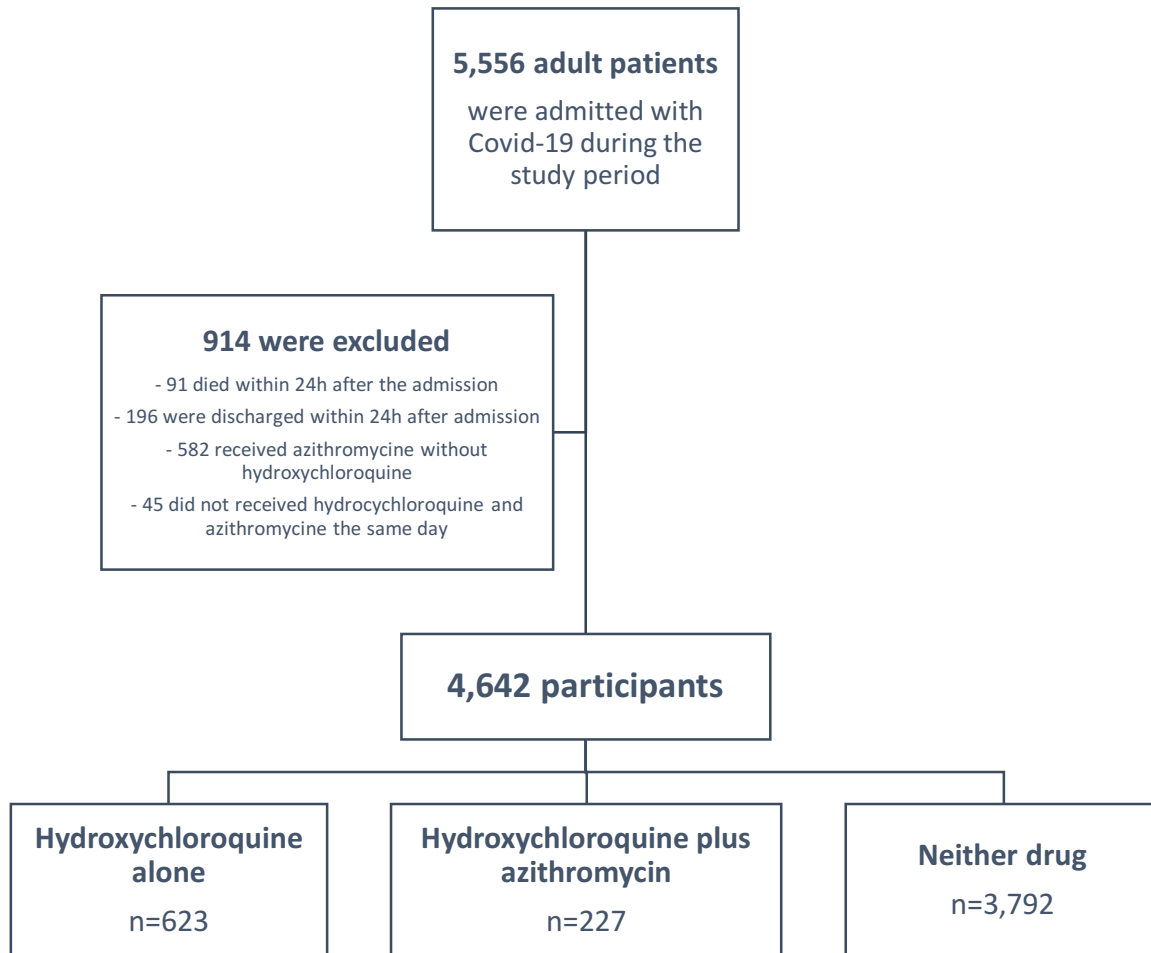 5,556 adult patients
were admitted with
Covid-19 during the
study period
914 were excluded
- 91 died within 24h after the admission
- 196 were discharged within 24h after admission
- 582 received azithromycine without
hydroxychloroquine
- 45 did not received hydrocychloroquine and
azithromycine the same day
4,642 participants
Hydroxychloroquine
alone
n=623
Hydroxychloroquine plus
azithromycin
n=227
Neither drug
n=3,792